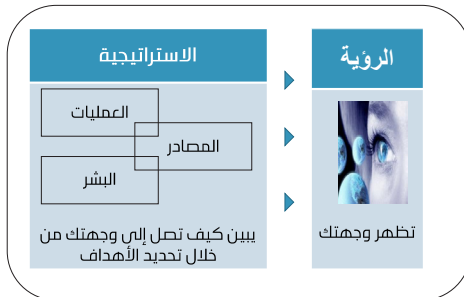 الرؤية
تظهر وجهتك
الاستراتيجية
العمليات
المصادر
البشر
يبين كيف تصل إلى وجهتك من
خلال تحديد الأهداف